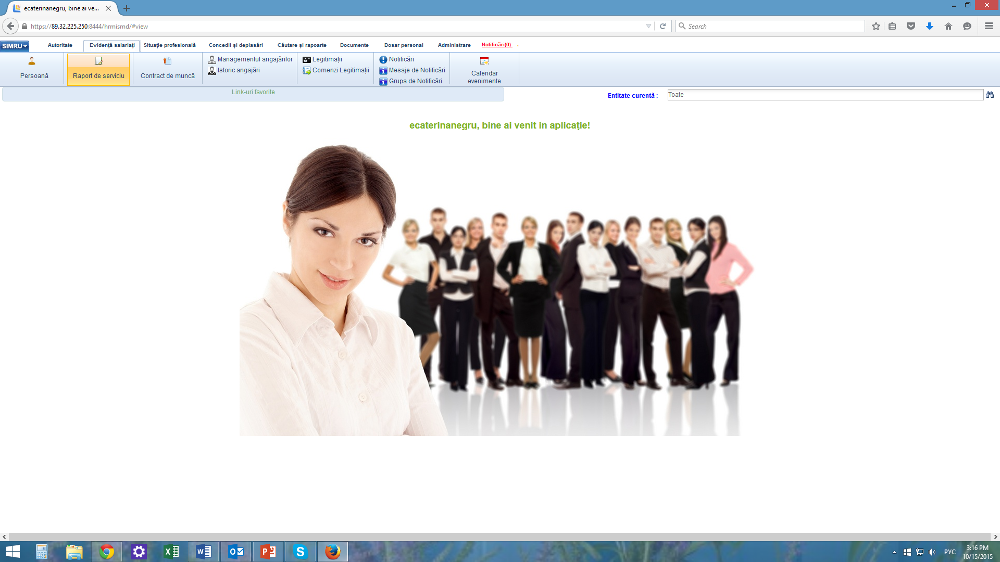 ecaterinanegru, bine ai ve...
https://89.32.225.250:8444/hrmismd/#view
Search
SIMRU
Autoritate
Evidență salariați
Situație profesională
Concedii și deplasări
Căutare și rapoarte
Documente
Dosar personal
Administrare
Notificări(0)
Persoană
Raport de serviciu
Contract de muncă
Managementul angajărilor
Istoric angajări
Legitimații
Comenzi Legitimații
Notificări
Mesaje de Notificări
Grupa de Notificări
Calendar
evenimente
Link-uri favorite
Entitate curentă :
Toate
ecaterinanegru, bine ai venit in aplicație!
РУС
3:16 PM
10/15/2015